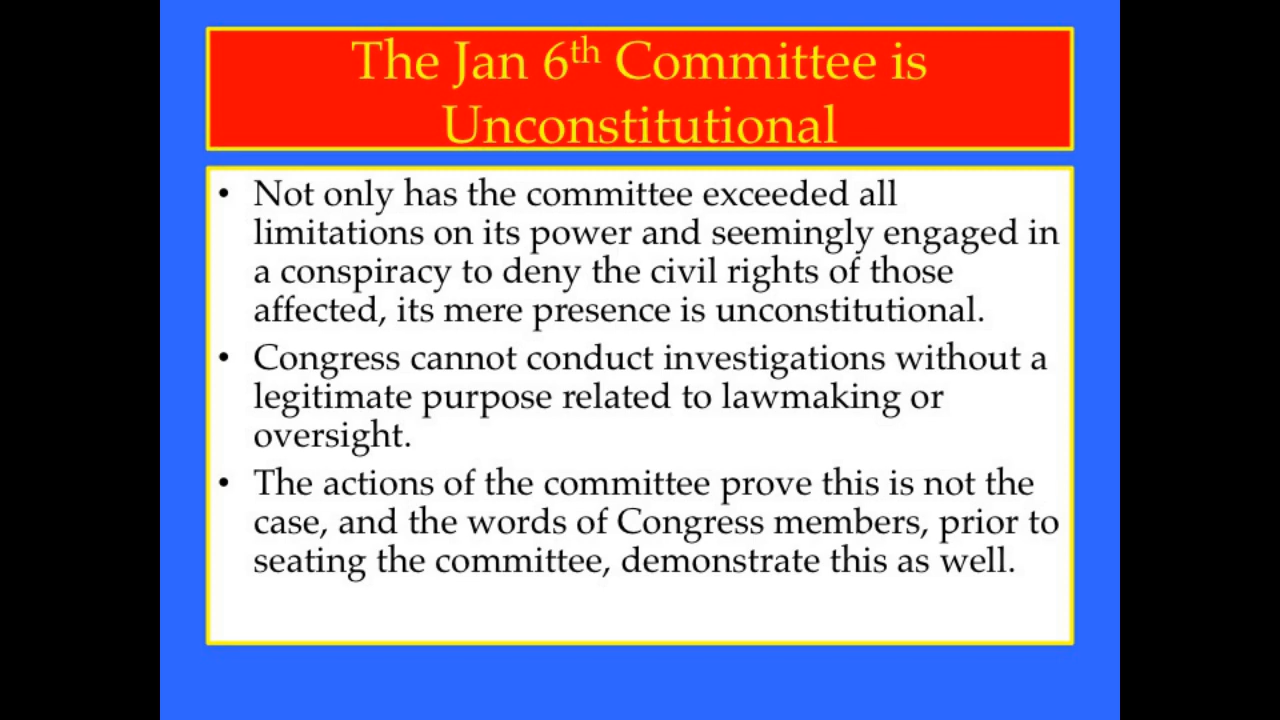 The Jan 6th Committee is
Unconstitutional
• Not only has the committee exceeded all
limitations on its power and seemingly engaged in
a conspiracy to deny the civil rights of those
affected, its mere presence is unconstitutional.
• Congress cannot conduct investigations without a
legitimate purpose related to lawmaking or
oversight.
• The actions of the committee prove this is not the
case, and the words of Congress members, prior to
seating the committee, demonstrate this as well.